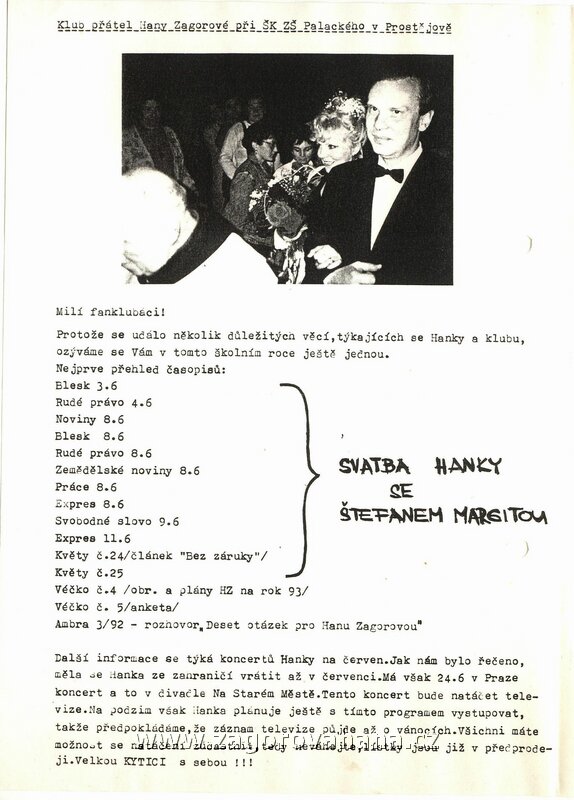 Klub přátel Hany Zagorové při ŠK ZŠ Palackého v Prostějově
Milí fanklubáci!
Protože se událo několik důležitých věcí,týkajících se Hanky a klubu,
ozýváme se Vám v tomto školním roce ještě jednou.
Nejprve přehled časopisů:
Blesk 3.6
Rudé právo 4.6
Noviny 8.6
Blesk 8.6
Rudé právo 8.6
Zemědělské noviny 8.6
Práce 8.6
Expres 8.6
Svobodné slovo 9.6
Expres 11.6
Květy č.24/článek "Bez záruky"/
Květy č.25
SVATBA HANKY
SE
ŠTEFANEM MARGITOU
Véčko č.4 /obr. a plány HZ na rok 93/
Véčko č. 5/anketa/
Ambra 3/92 - rozhovor„Deset otázek pro Hanu Zagorovou"
Další informace se týká koncertů Hanky na červen.Jak nám bylo řečeno,
měla se Hanka ze zahraničí vrátit až v červenci.Má však 24.6 v Praze
koncert a to v divadle Na Starém Městě.Tento koncert bude natáčet tele-
vize.Na podzim však Hanka plánuje ještě s tímto programem vystupovat,
takže předpokládáme,že záznam televize půjde až o vánocích.Všichni máte
možnost se natáčení zúčastnit,tedy neváhejte,lístky jsou již v předprode-
ji.Velkou KYTICI s sebou !!!
www.zagorovahana.cz